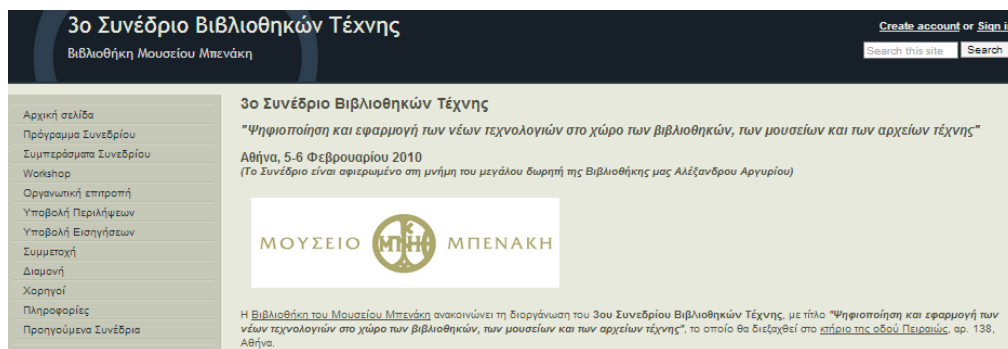 3ο Συνέδριο Βιβλιοθηκών Τέχνης
Βιβλιοθήκη Μουσείου Μπενάκη
Create account or Sign i
Search this site Search
Αρχική σελίδα
Πρόγραμμα Συνεδρίου
Συμπεράσματα Συνεδρίου
Workshop
Οργανωτική επιτροπή
Υποβολή Περιλήψεων
Υποβολή Εισηγήσεων
Συμμετοχή
Διαμονή
Χορηγοί
Πληροφορίες
Προηγούμενα Συνέδρια
3ο Συνέδριο Βιβλιοθηκών Τέχνης
"Ψηφιοποίηση και εφαρμογή των νέων τεχνολογιών στο χώρο των βιβλιοθηκών, των μουσείων και των αρχείων τέχνης"
Αθήνα, 5-6 Φεβρουαρίου 2010
(Το Συνέδριο είναι αφιερωμένο στη μνήμη του μεγάλου δωρητή της Βιβλιοθήκης μας Αλέξανδρου Αργυρίου)
ΜΟΥΣΕΙΟ ΜΠΝΗ ΜΠΕΝΑΚΗ
Η Βιβλιοθήκη του Μουσείου Μπενάκη ανακοινώνει τη διοργάνωση του 3ου Συνεδρίου Βιβλιοθηκών Τέχνης, με τίτλο "Ψηφιοποίηση και εφαρμογή των
νέων τεχνολογιών στο χώρο των βιβλιοθηκών, των μουσείων και των αρχείων τέχνης", το οποίο θα διεξαχθεί στο κτήριο της οδού Πειραιώς, αρ. 138,
Αθήνα.